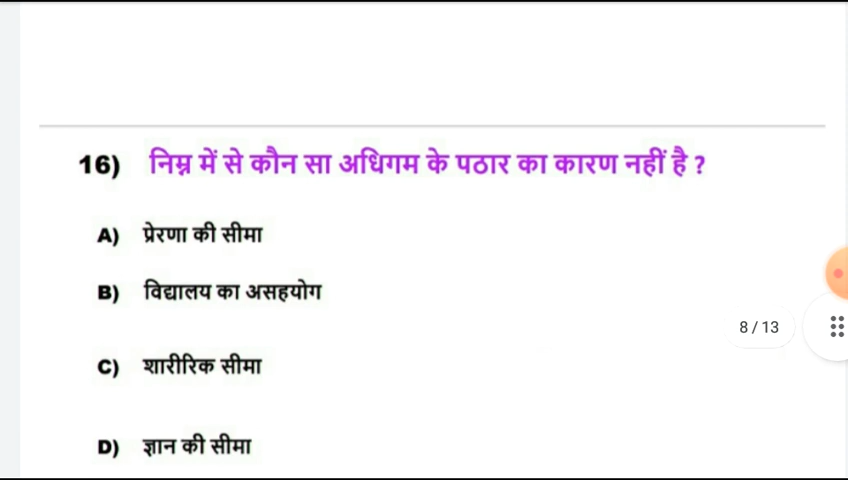 16) निम्न में से कौन सा अधिगम के पठार का कारण नहीं है ?
A) प्रेरणा की सीमा
B) विद्यालय का असहयोग
8 / 13
C) शारीरिक सीमा
D) ज्ञान की सीमा